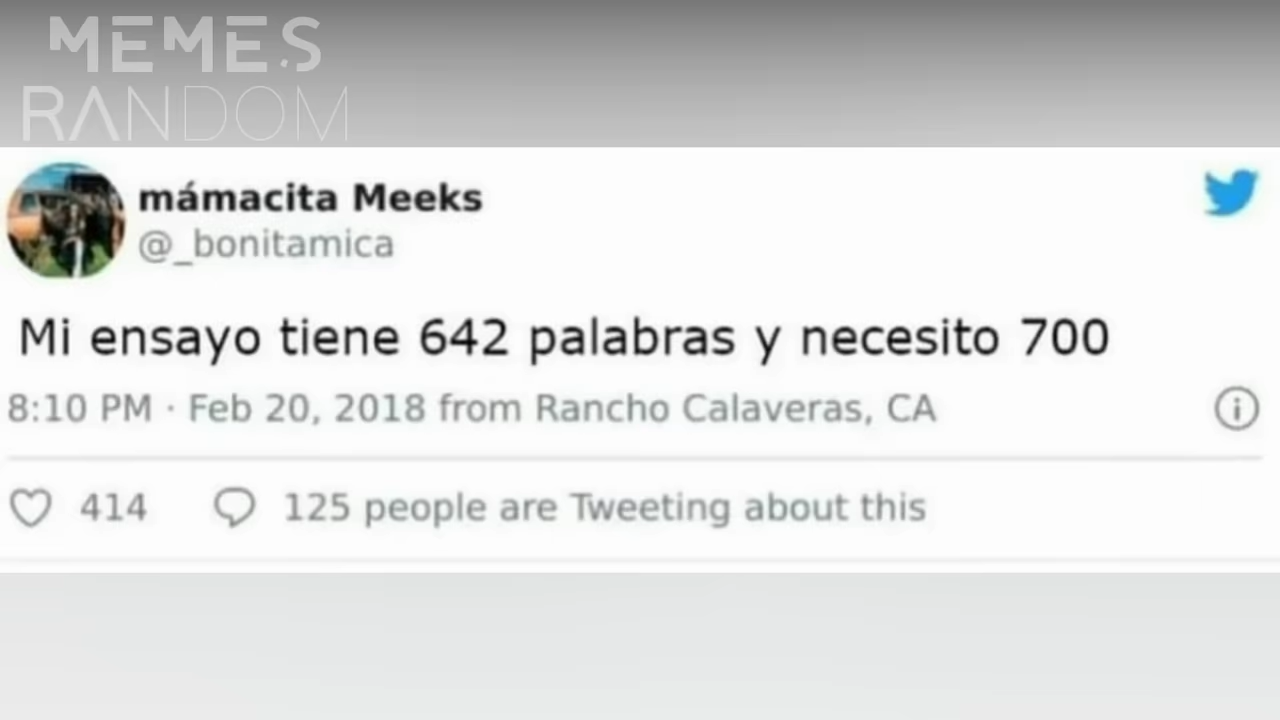 MEMES
RANDOM
mámacita Meeks
@_bonitamica
Mi ensayo tiene 642 palabras y necesito 700
8:10 PM · Feb 20, 2018 from Rancho Calaveras, CA
414 125 people are Tweeting about this